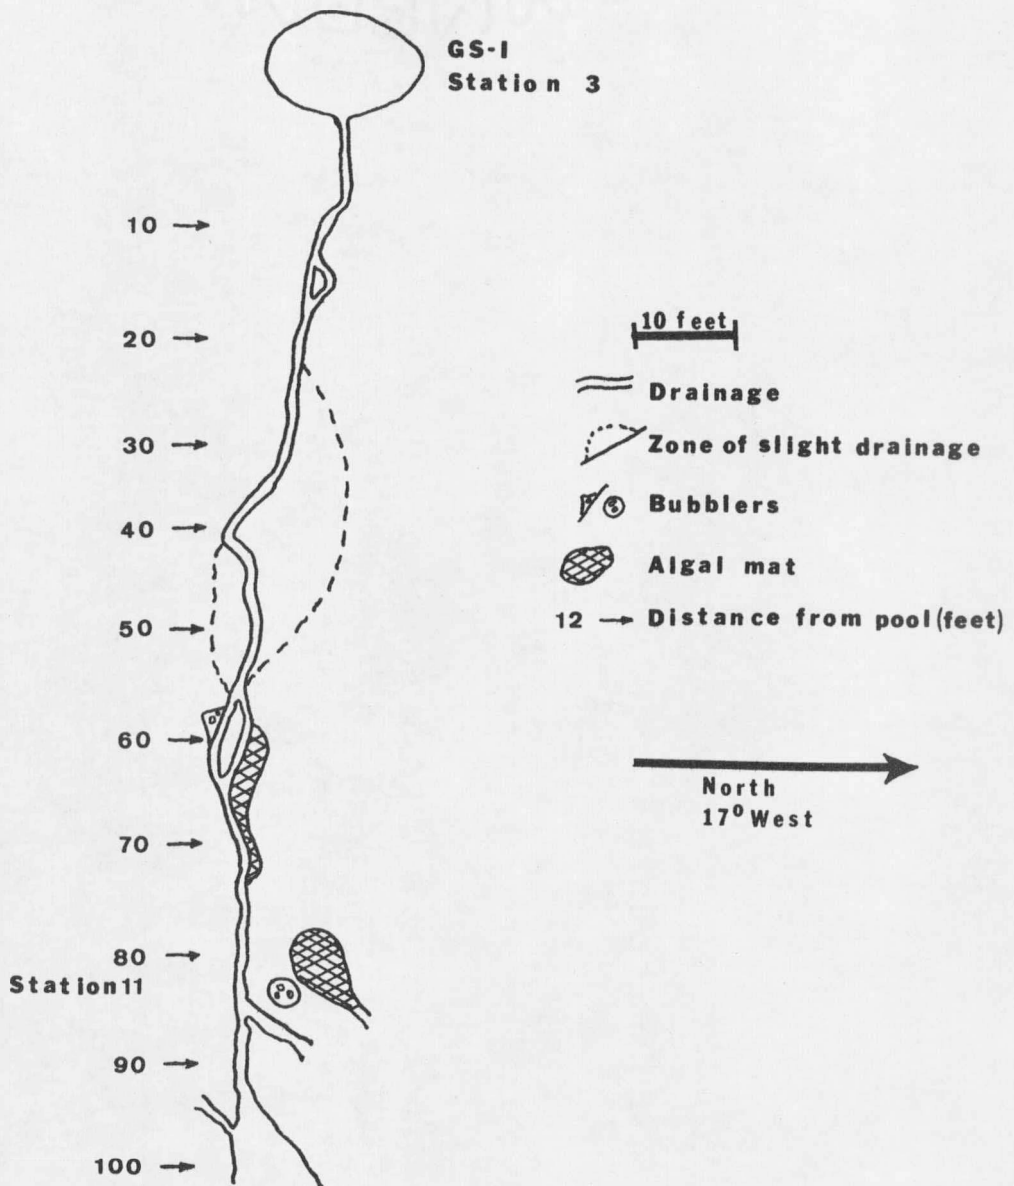 GS-I
Station 3
10
20
30
40
50
60
70
80
Station 11
90
100
10 feet
Drainage
Zone of slight drainage
Bubblers
Algal mat
12 → Distance from pool (feet)
North
17° West